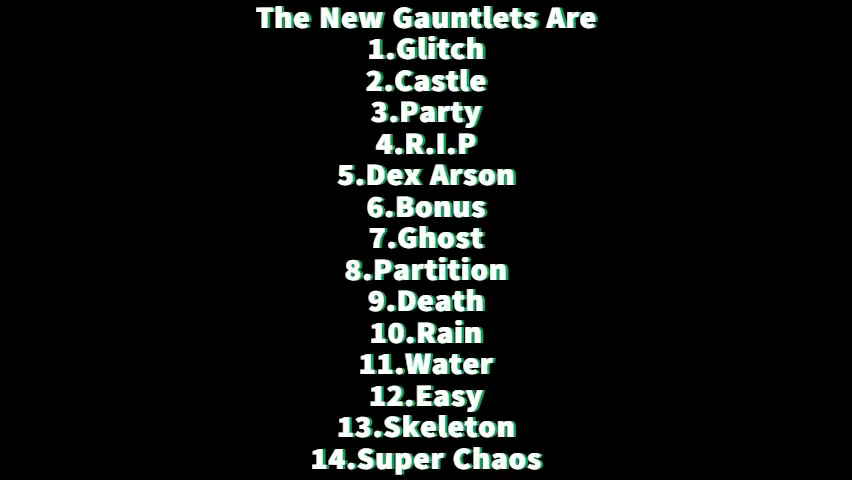 The New Gauntlets Are
1.Glitch
2.Castle
3.Party
4.R.I.P
5.Dex Arson
6.Bonus
7.Ghost
8.Partition
9.Death
10.Rain
11.Water
12.Easy
13.Skeleton
14.Super Chaos